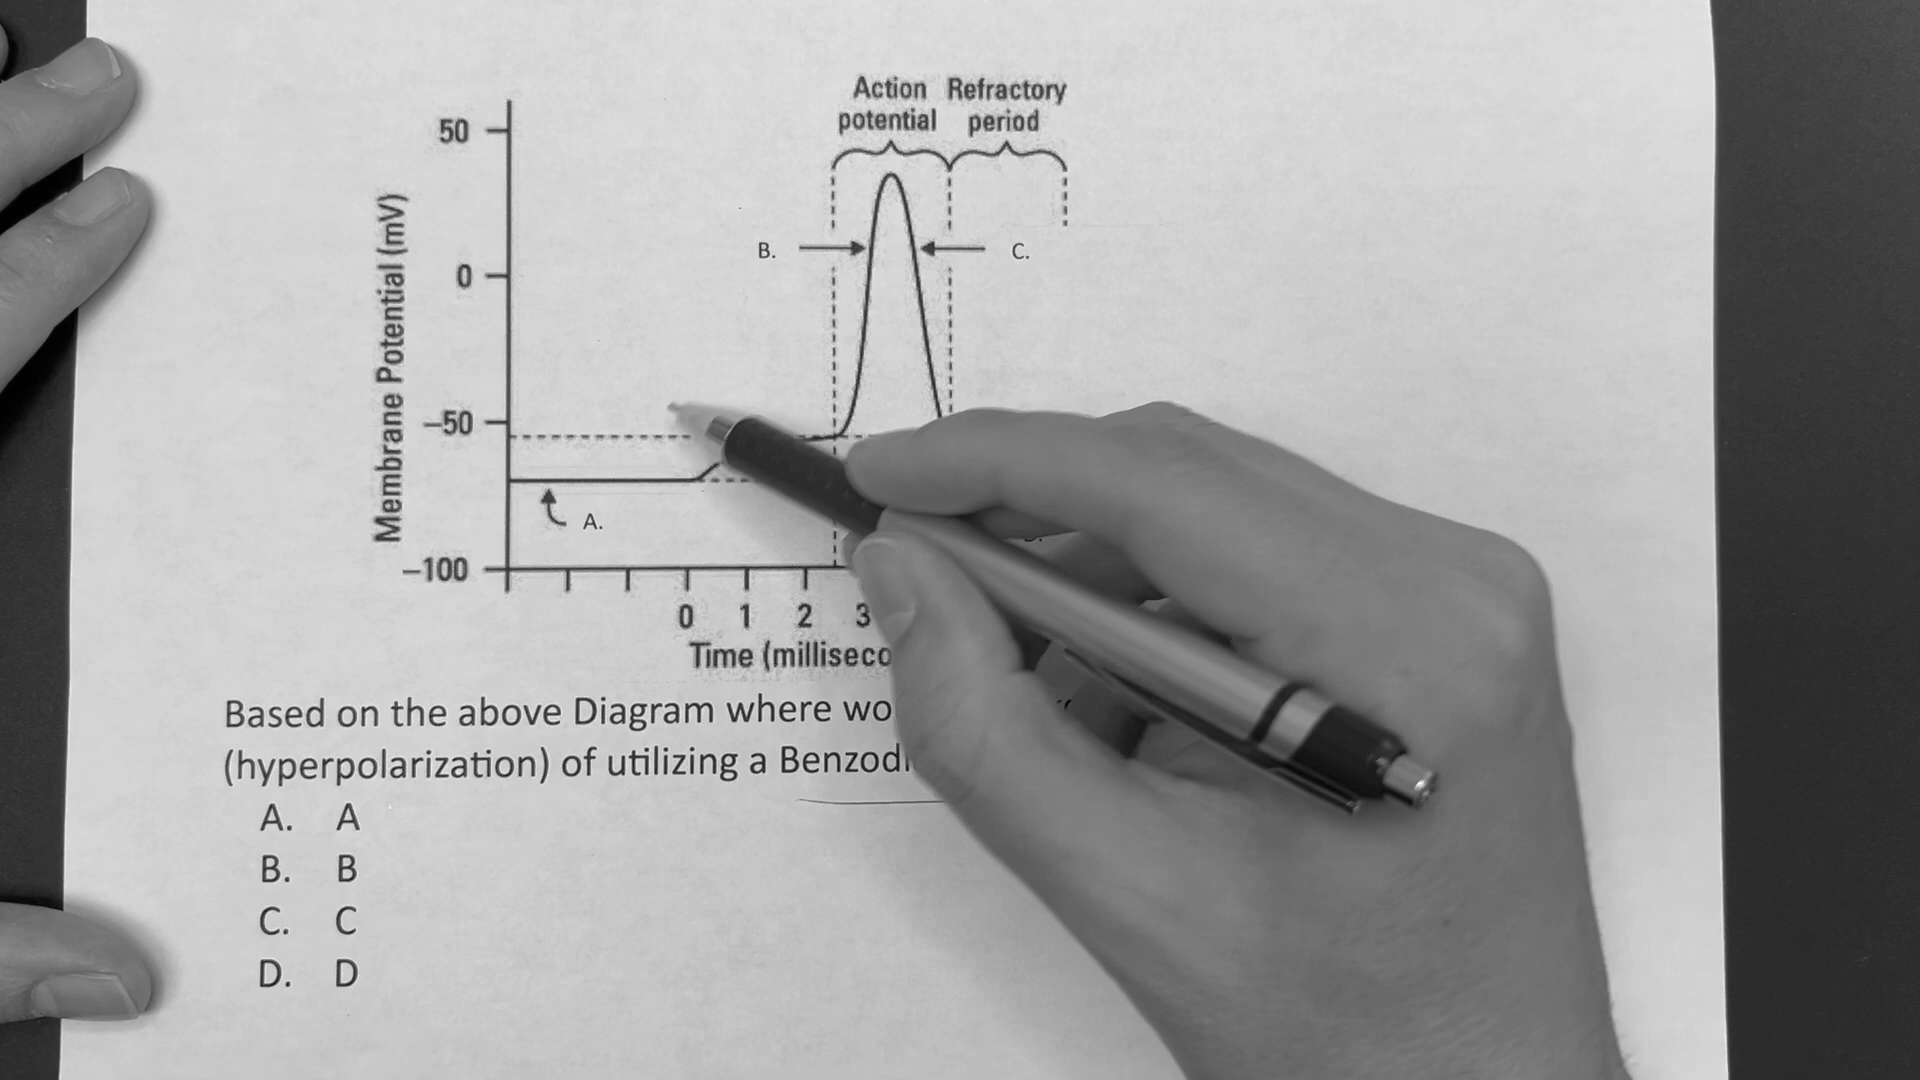 Action Refractory
potential period
50
B.
C.
0
Membrane Potential (mV)
–50
A.
–100
0 1 2 3
Time (milliseco
Based on the above Diagram where wo
(hyperpolarization) of utilizing a Benzodi
A. A
B. B
C. C
D. D